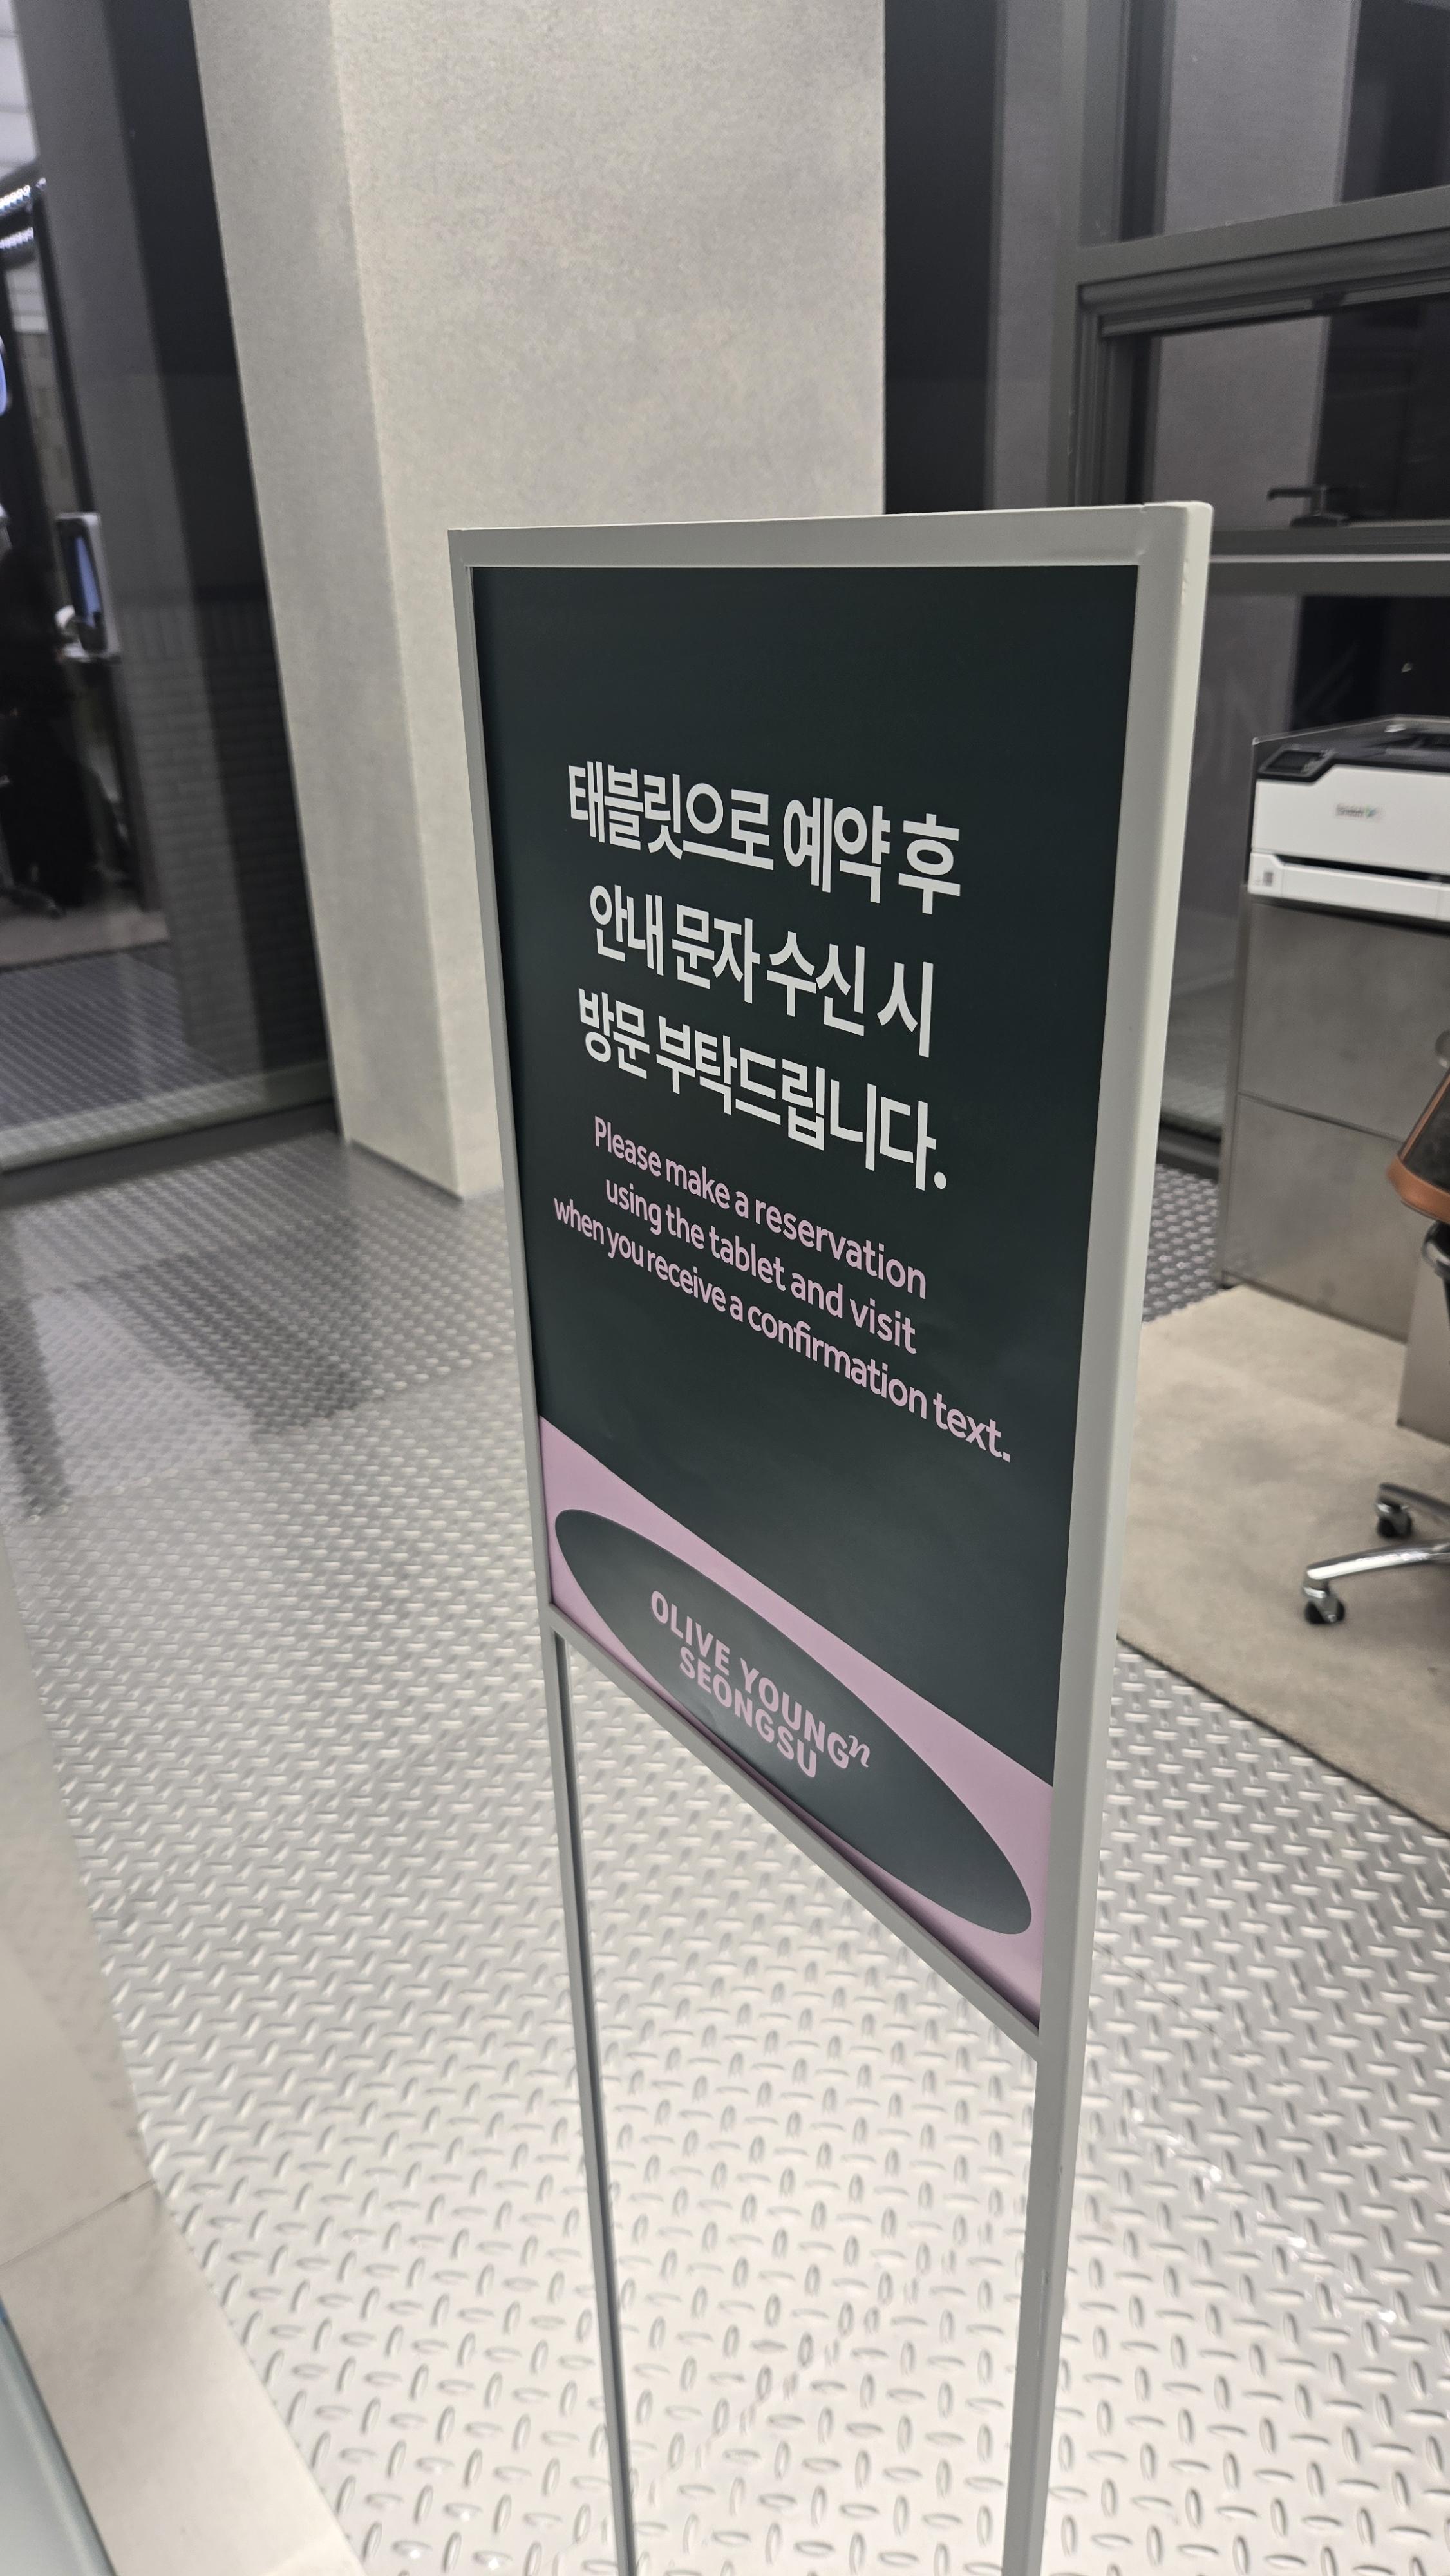 태블릿으로 예약 후
안내 문자 수신 시
방문 부탁드립니다.
Please make a reservation
using the tablet and visit
when you receive a confirmation text.
OLIVE YOUNG n
SEONGSU